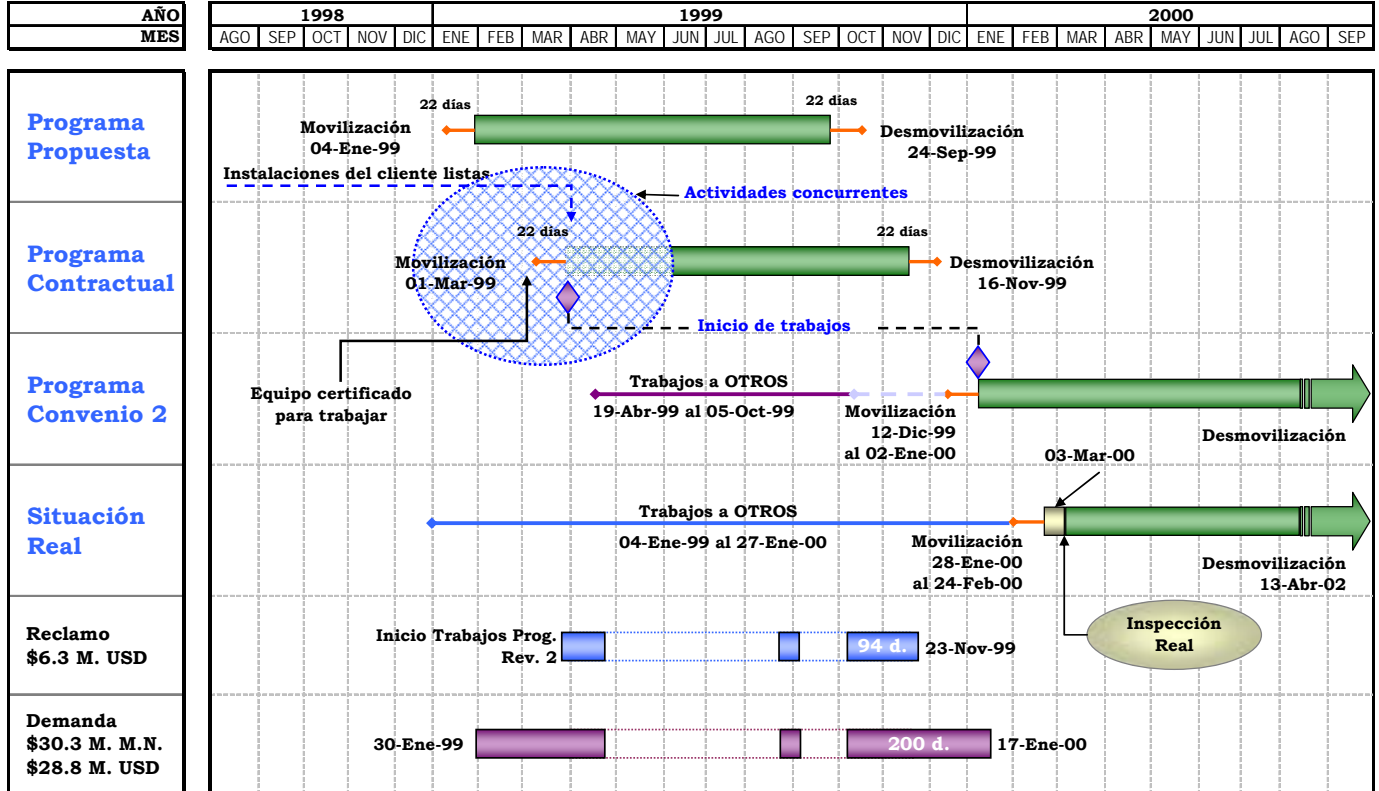 AÑO 1998 1999 2000
MES AGO SEP OCT NOV DIC ENE FEB MAR ABR MAY JUN JUL AGO SEP OCT NOV DIC ENE FEB MAR ABR MAY JUN JUL AGO SEP
Programa
Propuesta
22 días
22 días
Movilización
04-Ene-99
Desmovilización
24-Sep-99
Instalaciones del cliente listas
Actividades concurrentes
Programa
Contractual
22 días
22 días
Movilización
01-Mar-99
Desmovilización
16-Nov-99
Inicio de trabajos
Equipo certificado
para trabajar
Programa
Convenio 2
Trabajos a OTROS
19-Abr-99 al 05-Oct-99
Movilización
12-Dic-99
al 02-Ene-00
Desmovilización
03-Mar-00
Situación
Real
Trabajos a OTROS
04-Ene-99 al 27-Ene-00
Movilización
28-Ene-00
al 24-Feb-00
Desmovilización
13-Abr-02
Inspección
Real
Reclamo
$6.3 M. USD
Inicio Trabajos Prog.
Rev. 2
94 d.
23-Nov-99
Demanda
$30.3 M. M.N.
$28.8 M. USD
30-Ene-99
200 d.
17-Ene-00